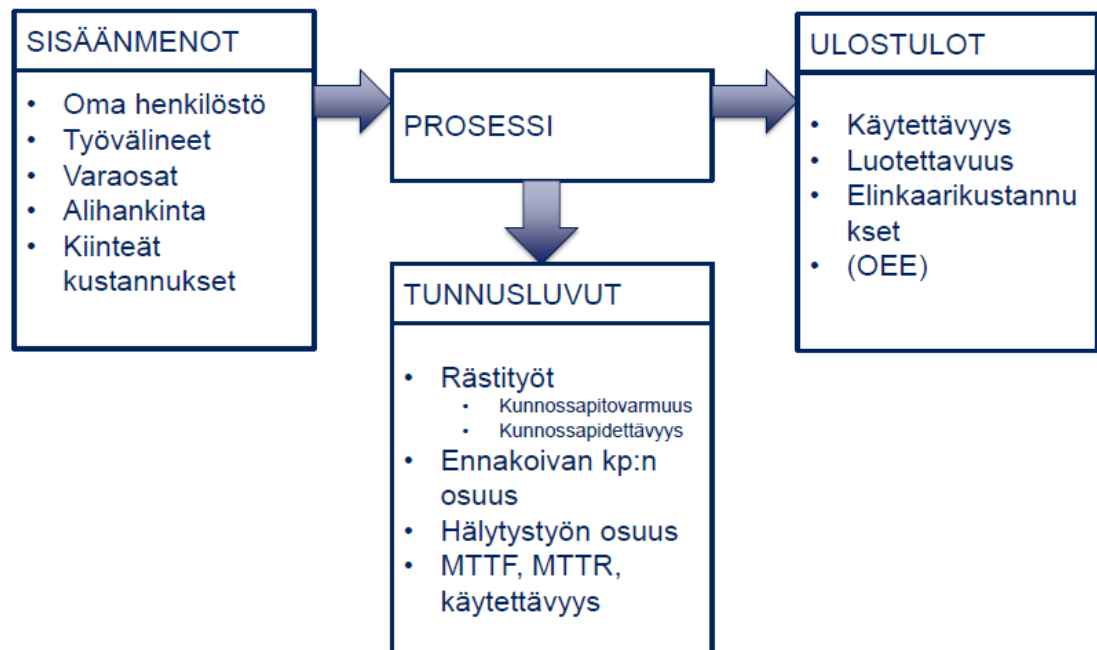 SISÄÄNMENOT
• Oma henkilöstö
• Työvälineet
• Varaosat
• Alihankinta
• Kiinteät
kustannukset
PROSESSI
ULOSTULOT
• Käytettävyys
• Luotettavuus
• Elinkaarikustannu
kset
• (OEE)
TUNNUSLUVUT
• Rästityöt
• Kunnossapitovarmuus
• Kunnossapidettävyys
• Ennakoivan kp:n
osuus
• Hälytystyön osuus
• MTTF, MTTR,
käytettävyys